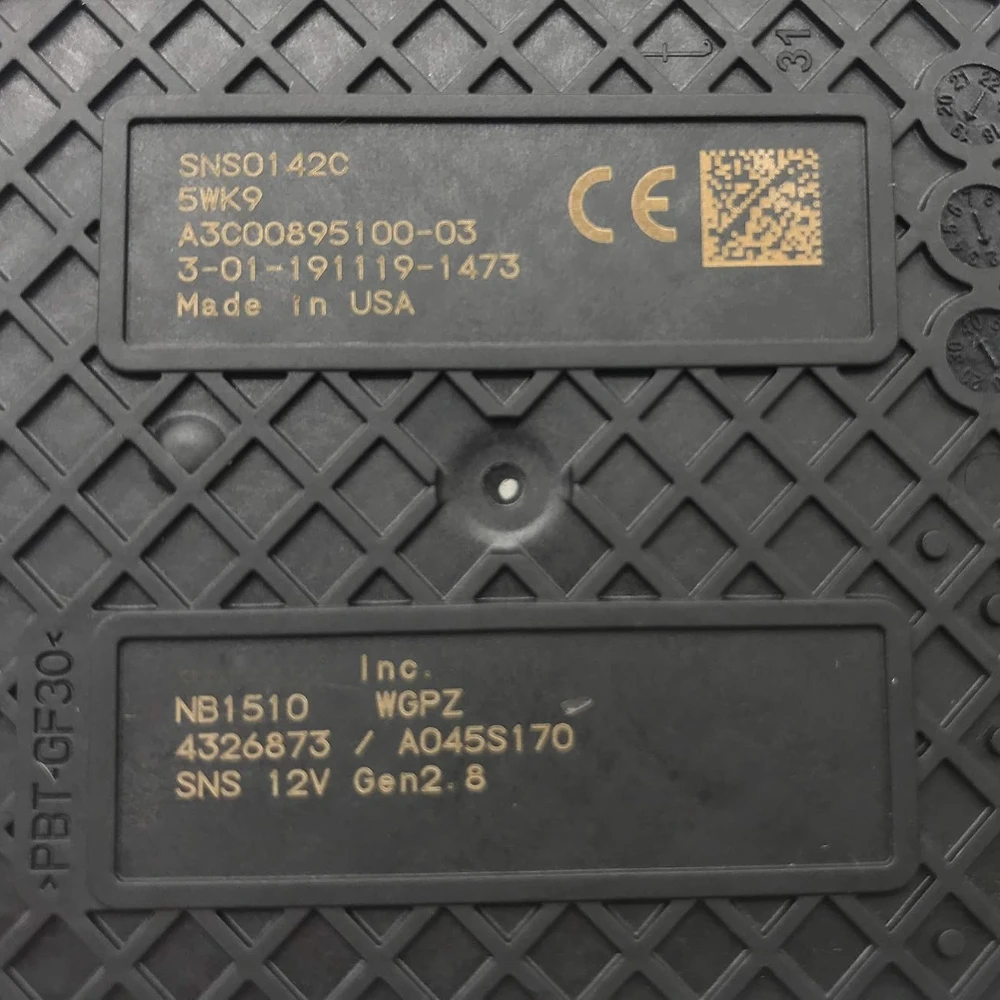 t
31
SNS0142C
5WK9
A3C00895100-03
3-01-191119-1473
Made in USA
CE
>PBT-GF30<
Inc.
NB1510 WGPZ
4326873 / A045S170
SNS 12V Gen2.8